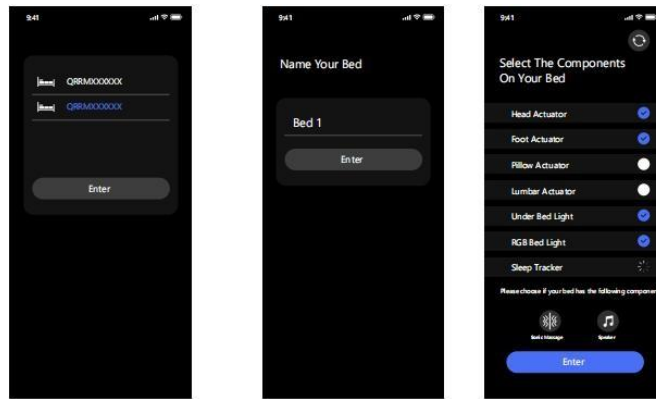 9:41
QRRMXXXXXX
QRRMXXXXXX
Enter
9:41
Name Your Bed
Bed 1
Enter
9:41
Select The Components
On Your Bed
Head Actuator
Foot Actuator
Pillow Actuator
Lumbar Actuator
Under Bed Light
RGB Bed Light
Sleep Tracker
Please choose if your bed has the following componen
Sonic Massage
Speaker
Enter